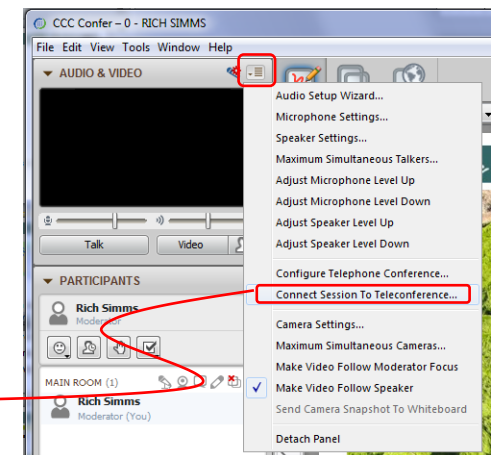 CCC Confer – 0 - RICH SIMMS
File Edit View Tools Window Help
AUDIO & VIDEO
Talk
Video
PARTICIPANTS
Rich Simms
Moderator
MAIN ROOM (1)
Rich Simms
Moderator (You)
Audio Setup Wizard...
Microphone Settings...
Speaker Settings...
Maximum Simultaneous Talkers...
Adjust Microphone Level Up
Adjust Microphone Level Down
Adjust Speaker Level Up
Adjust Speaker Level Down
Configure Telephone Conference...
Connect Session To Teleconference...
Camera Settings...
Maximum Simultaneous Cameras...
Make Video Follow Moderator Focus
Make Video Follow Speaker
Send Camera Snapshot To Whiteboard
Detach Panel